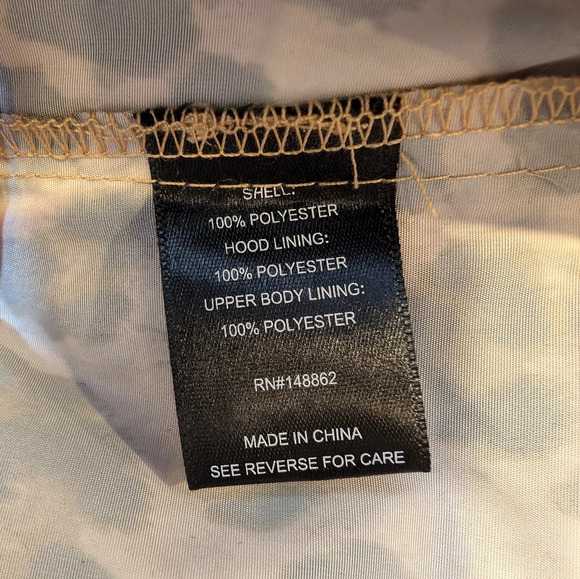 SHELL:
100% POLYESTER
HOOD LINING:
100% POLYESTER
UPPER BODY LINING:
100% POLYESTER
RN#148862
MADE IN CHINA
SEE REVERSE FOR CARE